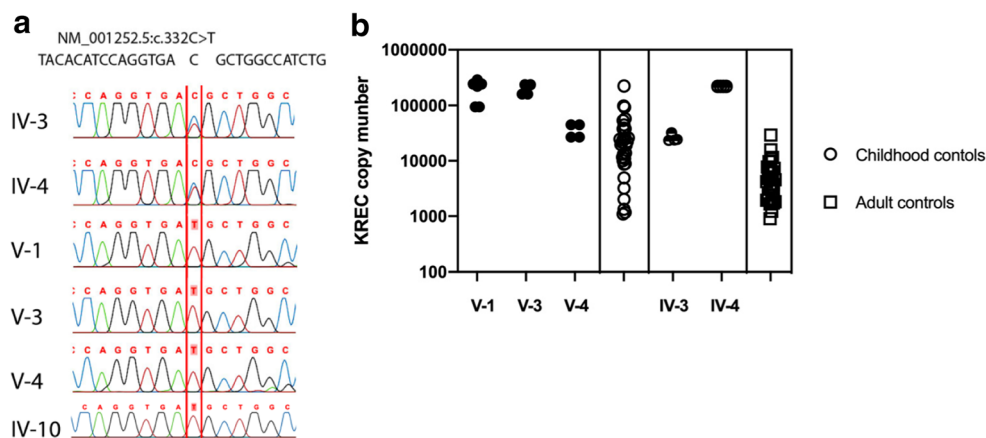 a
NM_001252.5:c.332C>T
TACACATCCAGGTGA C GCTGGCCATCTG
IV-3
: C A G G T G A C G C T G G C
IV-4
: C A G G T G A C G C T G G C
V-1
: C C A G G T G A T G C T G G C
V-3
: C C A G G T G A T G C T G G C
V-4
: C C A G G T G A T G C T G G C
IV-10
C A G G T G A T G C T G G C
b
KREC copy munber
1000000
100000
10000
1000
100
V-1 V-3 V-4 IV-3 IV-4
Childhood contols
Adult controls